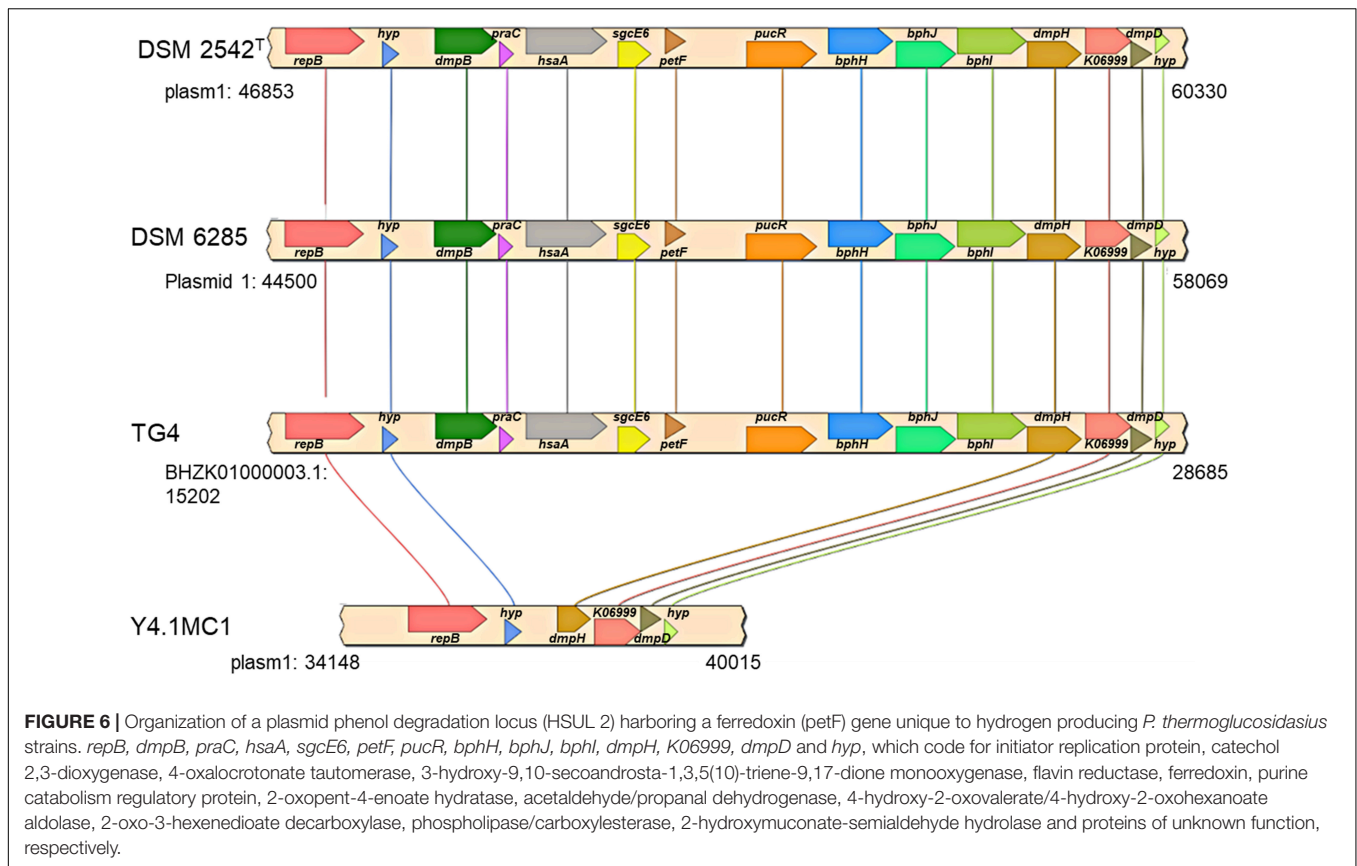 hyp praC sgcE6 pucR bphJ dmpH dmpD
DSM 2542T
repB dmpB hsaA petF bphH bphI K06999 hyp
plasm1: 46853 60330
hyp praC sgcE6 pucR bphJ dmpH dmpD
DSM 6285
repB dmpB hsaA petF bphH bphI K06999 hyp
Plasmid 1: 44500 58069
hyp praC sgcE6 pucR bphJ dmpH dmpD
TG4
repB dmpB hsaA petF bphH bphI K06999 hyp
BHZK01000003.1: 28685
15202
hyp K06999 hyp
Y4.1MC1
repB dmpH dmpD
plasm1: 34148 40015
FIGURE 6 | Organization of a plasmid phenol degradation locus (HSUL 2) harboring a ferredoxin (petF) gene unique to hydrogen producing P. thermoglucosidasius
strains. repB, dmpB, praC, hsaA, sgcE6, petF, pucR, bphH, bphJ, bphI, dmpH, K06999, dmpD and hyp, which code for initiator replication protein, catechol
2,3-dioxygenase, 4-oxalocrotonate tautomerase, 3-hydroxy-9,10-secoandrosta-1,3,5(10)-triene-9,17-dione monooxygenase, flavin reductase, ferredoxin, purine
catabolism regulatory protein, 2-oxopent-4-enoate hydratase, acetaldehyde/propanal dehydrogenase, 4-hydroxy-2-oxovalerate/4-hydroxy-2-oxohexanoate
aldolase, 2-oxo-3-hexenedioate decarboxylase, phospholipase/carboxylesterase, 2-hydroxymuconate-semialdehyde hydrolase and proteins of unknown function,
respectively.